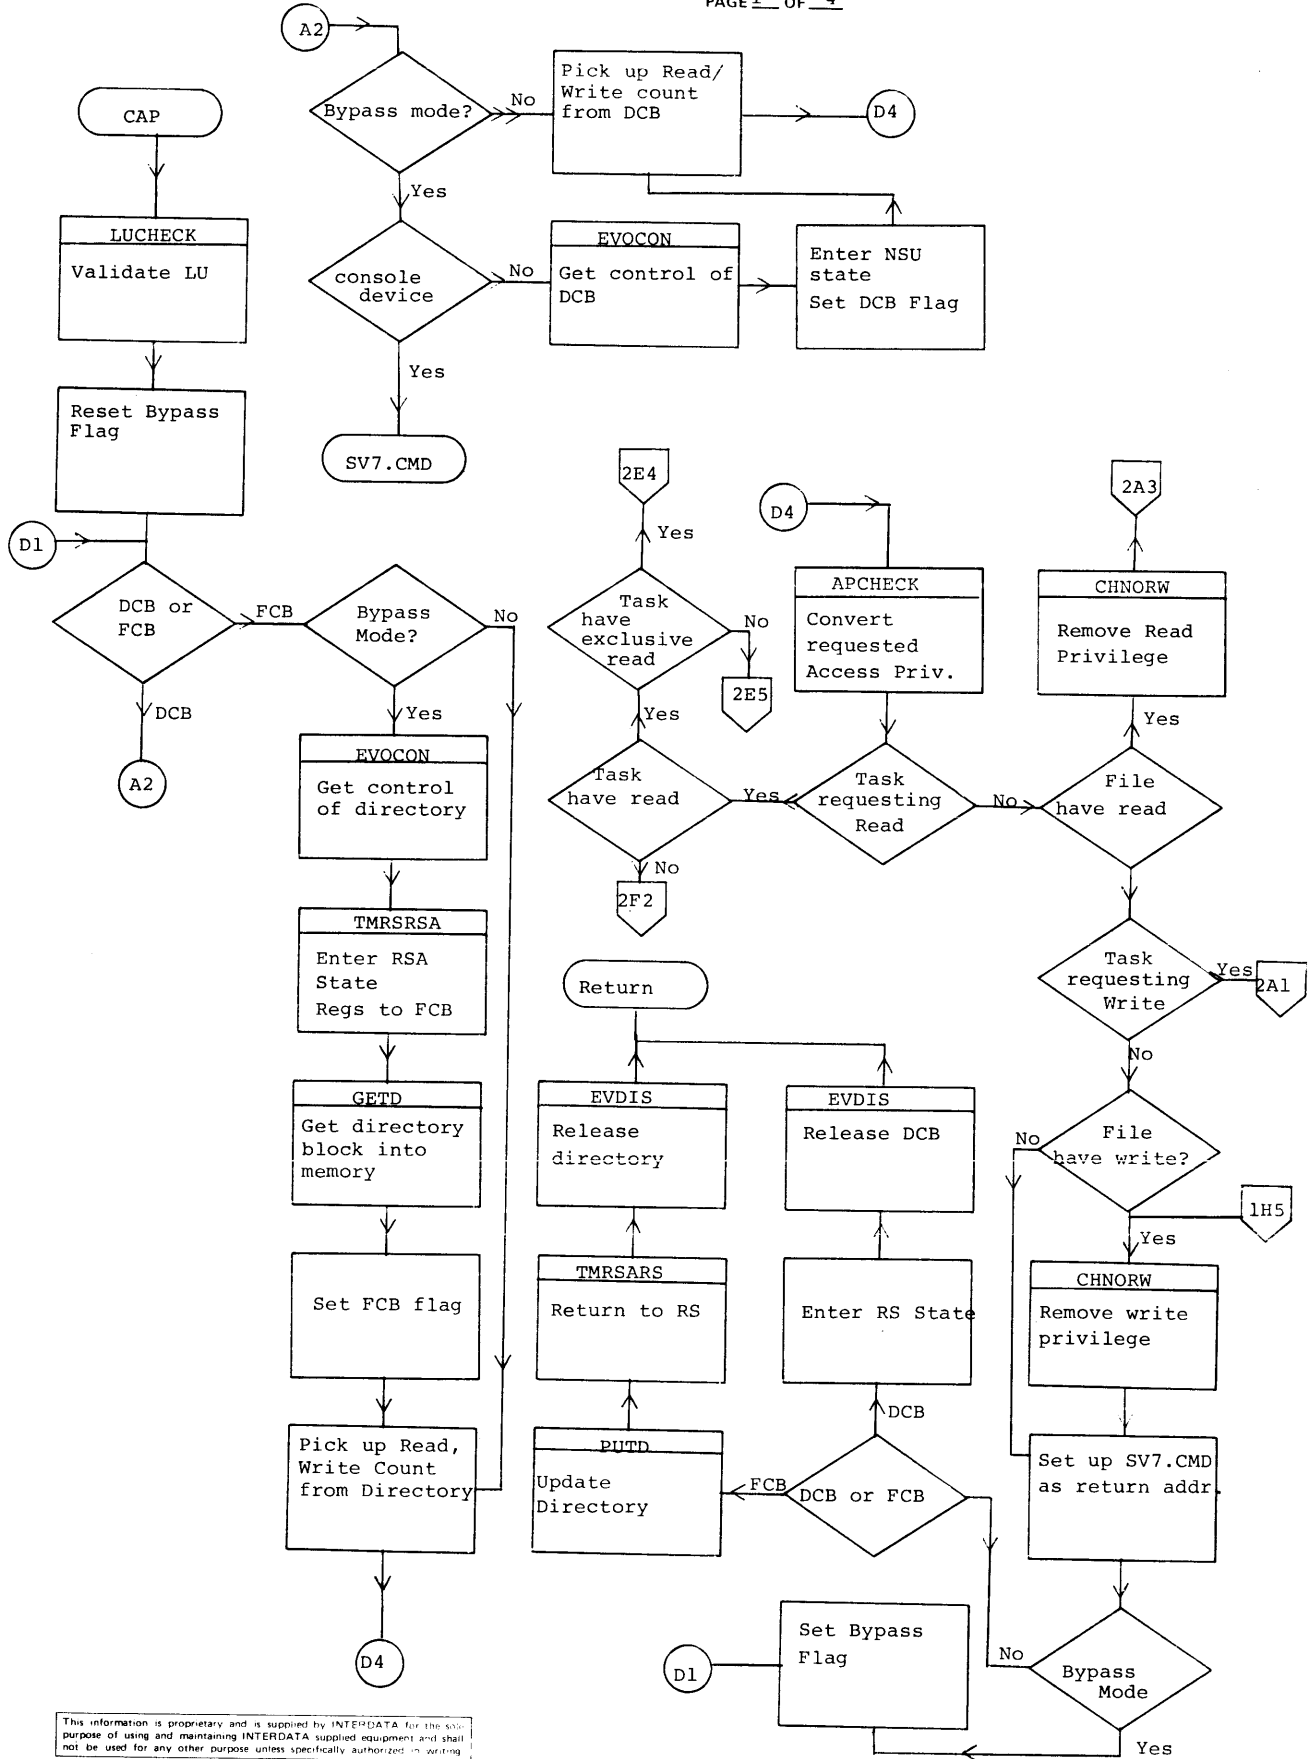 PAGE 1 OF 4
A2
Bypass mode?
No
Pick up Read/
Write count
from DCB
D4
CAP
Yes
LUCHECK
Validate LU
console
device
No
EVOCON
Get control of
DCB
Enter NSU
state
Set DCB Flag
Yes
SV7.CMD
Reset Bypass
Flag
D1
DCB or
FCB
FCB
DCB
A2
Bypass
Mode?
No
Yes
EVOCON
Get control
of directory
TMRSRSA
Enter RSA
State
Regs to FCB
GETD
Get directory
block into
memory
Set FCB flag
Pick up Read,
Write Count
from Directory
D4
2E4
Yes
Task
have
exclusive
read
No
2E5
Yes
Task
have read
No
2F2
D4
APCHECK
Convert
requested
Access Priv.
Yes
Task
requesting
Read
No
2A3
CHNORW
Remove Read
Privilege
Yes
File
have read
Task
requesting
Write
Yes
2A1
No
File
have write?
No
1H5
Yes
CHNORW
Remove write
privilege
Set up SV7.CMD
as return addr.
Bypass
Mode
No
Yes
Return
EVDIS
Release
directory
EVDIS
Release DCB
TMRSARS
Return to RS
Enter RS State
DCB
PUTD
Update
Directory
FCB
DCB or FCB
Set Bypass
Flag
D1
This information is proprietary and is supplied by INTERDATA for the sole
purpose of using and maintaining INTERDATA supplied equipment and shall
not be used for any other purpose unless specifically authorized in writing